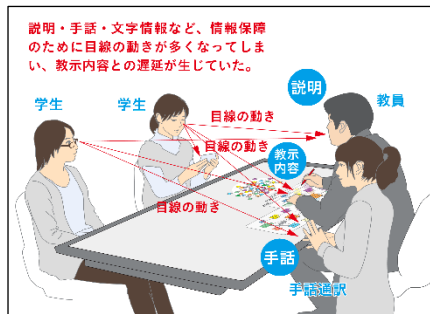 説明・手話・文字情報など、情報保障
のために目線の動きが多くなってしま
い、教示内容との遅延が生じていた。
説明
学生
学生
教員
目線の動き
目線の動き
教示
内容
目線の動き
手話
手話通訳